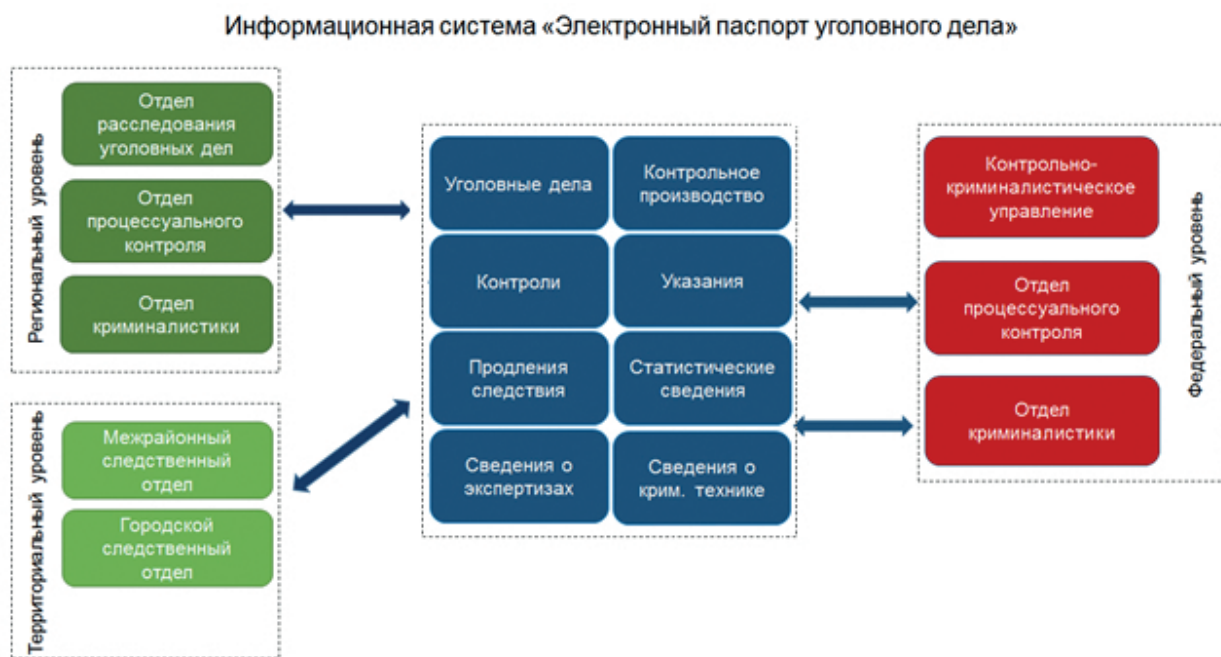 Информационная система «Электронный паспорт уголовного дела»
Региональный уровень
Отдел
расследования
уголовных дел
Отдел
процессуального
контроля
Отдел
криминалистики
Территориальный уровень
Межрайонный
следственный
отдел
Городской
следственный
отдел
Уголовные дела
Контрольное
производство
Контроли
Указания
Продления
следствия
Статистические
сведения
Сведения о
экспертизах
Сведения о
крим. технике
Контрольно-
криминалистическое
управление
Отдел
процессуального
контроля
Отдел
криминалистики
Федеральный уровень